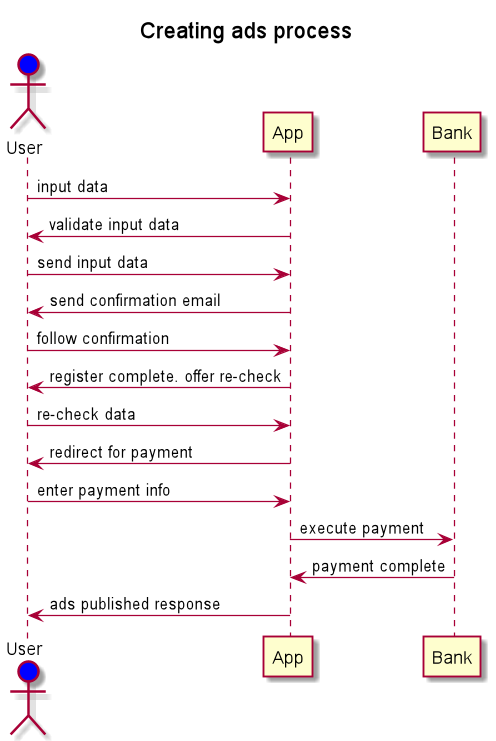 Creating ads process
User
App
Bank
input data
validate input data
send input data
send confirmation email
follow confirmation
register complete. offer re-check
re-check data
redirect for payment
enter payment info
execute payment
payment complete
ads published response
User
App
Bank